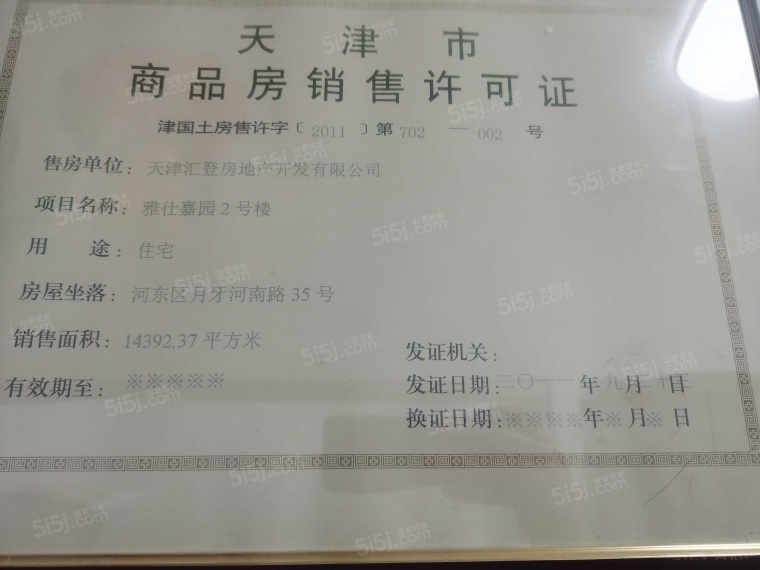 天津市
商品房销售许可证
津国土房售许字〔2011〕第702—002号
售房单位：天津汇登房地产开发有限公司
项目名称：雅仕嘉园2号楼
用途：住宅
房屋坐落：河东区月牙河南路35号
销售面积：14392.37平方米
有效期至：※※※※※
发证机关：
发证日期：二〇一一年九月二十日
换证日期：※※※※年※月※日
5i5j.com